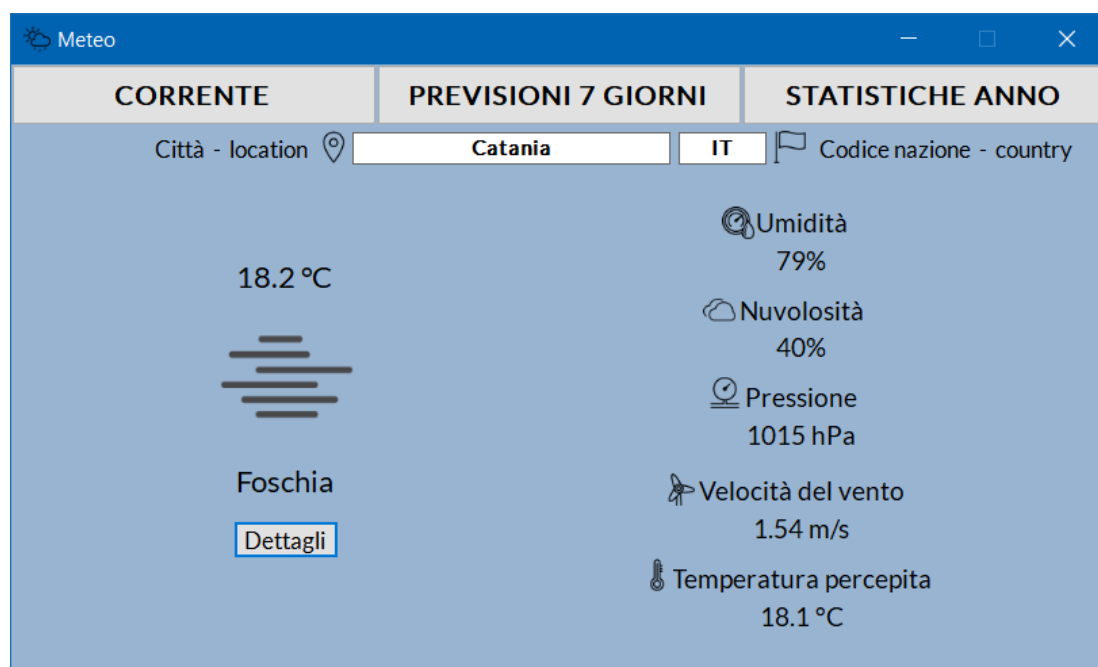 Meteo
CORRENTE PREVISIONI 7 GIORNI STATISTICHE ANNO
Città - location Catania IT Codice nazione - country
18.2 °C
Foschia
Dettagli
Umidità
79%
Nuvolosità
40%
Pressione
1015 hPa
Velocità del vento
1.54 m/s
Temperatura percepita
18.1 °C